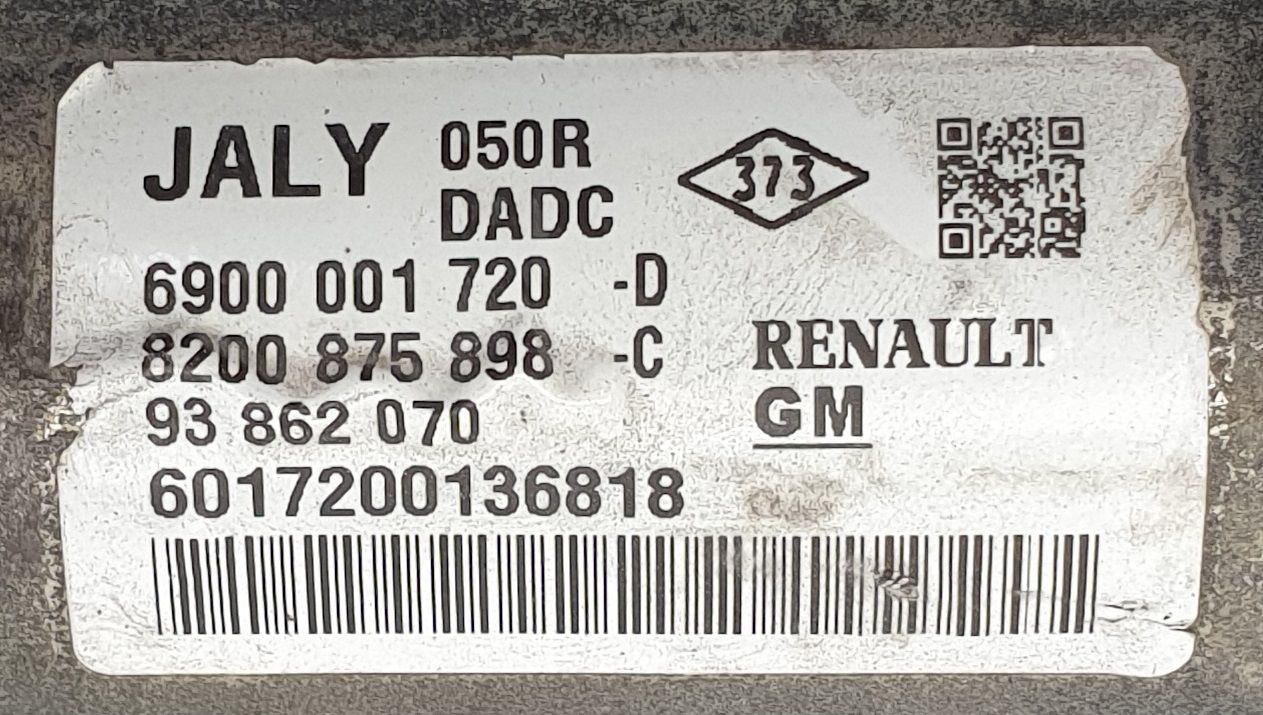 JALY 050R
DADC
373
6900 001 720 -D
8200 875 898 -C
93 862 070
RENAULT
GM
6017200136818